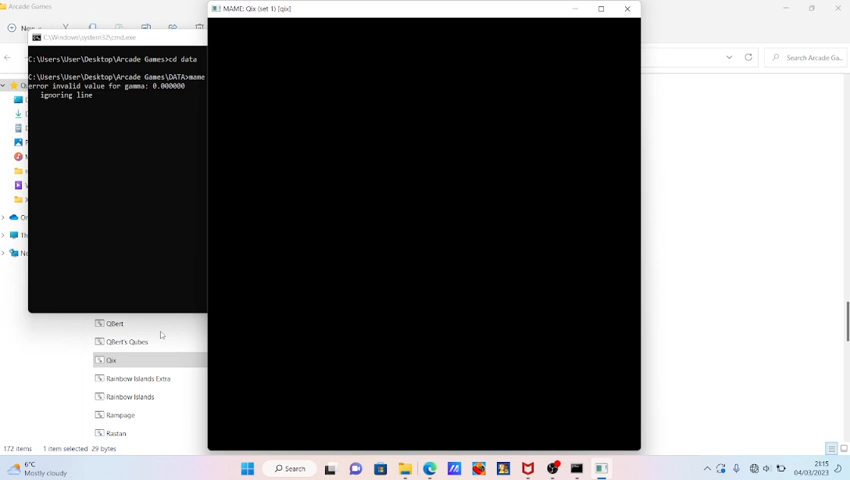 Arcade Games
MAME: Qix (set 1) [qix]
New
C:\Windows\system32\cmd.exe
C:\Users\User\Desktop\Arcade Games>cd data
C:\Users\User\Desktop\Arcade Games\DATA>mame
error invalid value for gamma: 0.000000
ignoring line
Search Arcade Ga...
QBert
QBert's Qubes
Qix
Rainbow Islands Extra
Rainbow Islands
Rampage
Rastan
172 items
1 item selected 29 bytes
6°C
Mostly cloudy
Search
21:15
04/03/2023